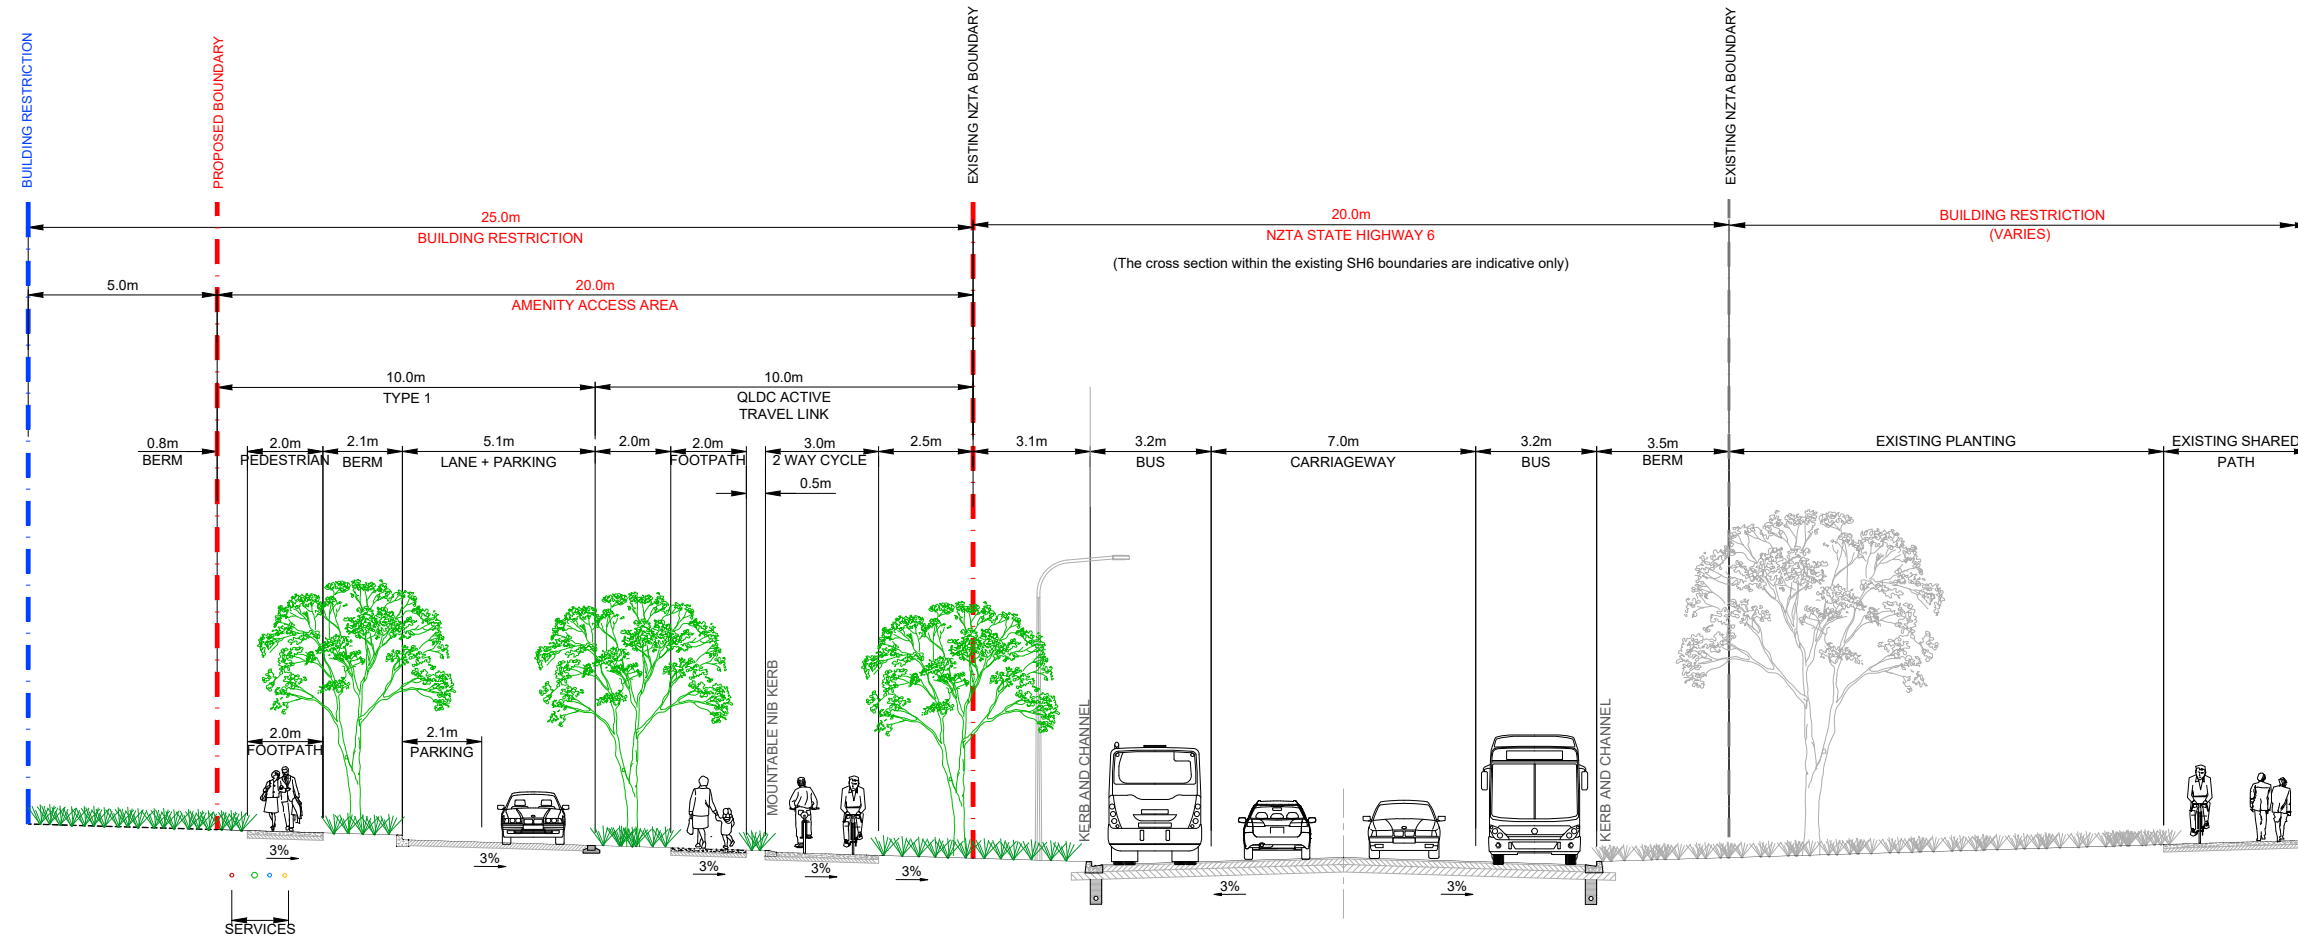 BUILDING RESTRICTION
PROPOSED BOUNDARY
EXISTING NZTA BOUNDARY
EXISTING NZTA BOUNDARY
25.0m
BUILDING RESTRICTION
20.0m
NZTA STATE HIGHWAY 6
(The cross section within the existing SH6 boundaries are indicative only)
BUILDING RESTRICTION
(VARIES)
5.0m
20.0m
AMENITY ACCESS AREA
10.0m
TYPE 1
10.0m
QLDC ACTIVE
TRAVEL LINK
0.8m
BERM
2.0m
PEDESTRIAN
2.1m
BERM
5.1m
LANE + PARKING
2.0m
2.0m
FOOTPATH
0.5m
3.0m
2 WAY CYCLE
2.5m
3.1m
3.2m
BUS
7.0m
CARRIAGEWAY
3.2m
BUS
3.5m
BERM
EXISTING PLANTING
EXISTING SHARED
PATH
2.0m
FOOTPATH
2.1m
PARKING
MOUNTABLE NIB KERB
KERB AND CHANNEL
KERB AND CHANNEL
3%
3%
3%
3%
3%
3%
3%
SERVICES